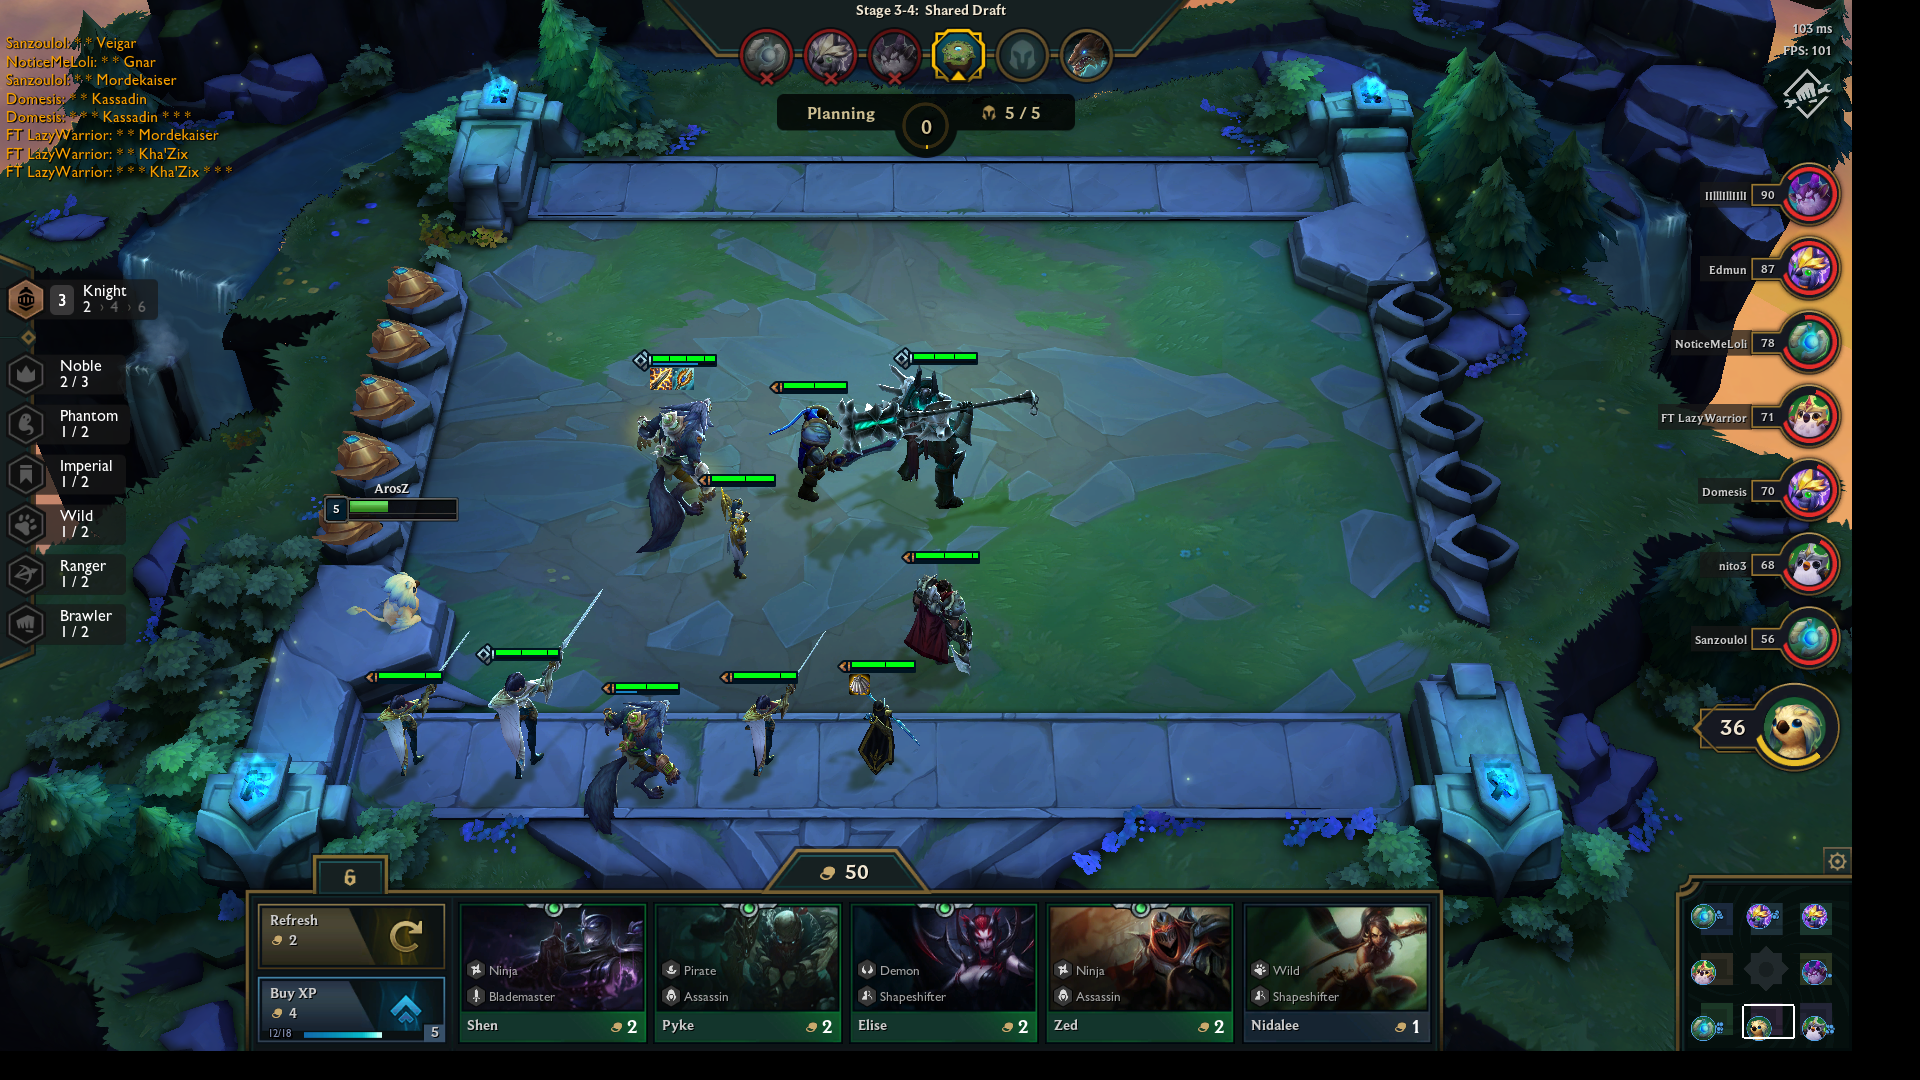 Stage 3-4: Shared Draft
Planning
0
5 / 5
103 ms
FPS: 101
Sanzoulol: * * Veigar
NoticeMeLoli: * * Gnar
Sanzoulol: * * Mordekaiser
Domesis: * * Kassadin
Domesis: * * * Kassadin * * *
FT LazyWarrior: * * Mordekaiser
FT LazyWarrior: * * Kha'Zix
FT LazyWarrior: * * * Kha'Zix * * *
3
Knight
2 › 4 › 6
Noble
2 / 3
Phantom
1 / 2
Imperial
1 / 2
Wild
1 / 2
Ranger
1 / 2
Brawler
1 / 2
ArosZ
5
90
Edmun 87
NoticeMeLoli 78
FT LazyWarrior 71
Domesis 70
nito3 68
Sanzoulol 56
36
6
50
Refresh
2
Buy XP
4
12/18
5
Ninja
Blademaster
Shen 2
Pirate
Assassin
Pyke 2
Demon
Shapeshifter
Elise 2
Ninja
Assassin
Zed 2
Wild
Shapeshifter
Nidalee 1